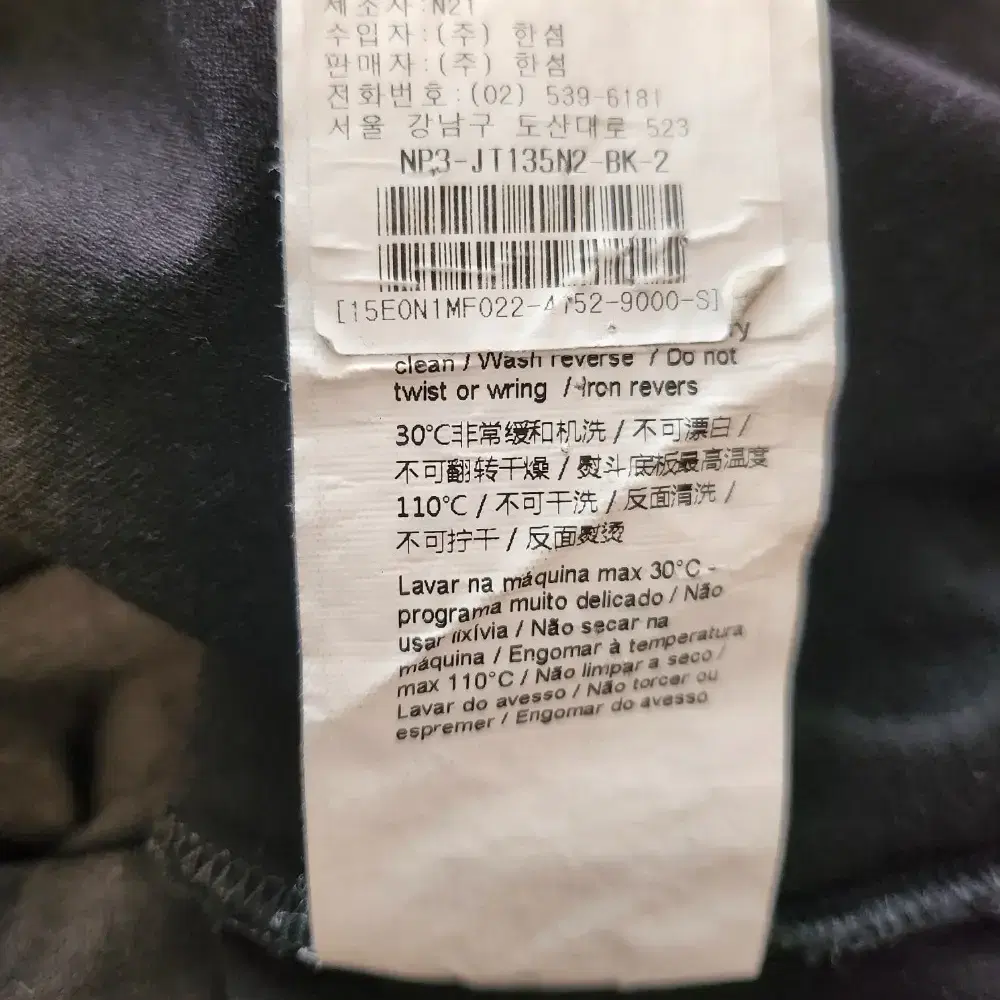 제조자:N21
수입자:(주) 한섬
판매자:(주) 한섬
전화번호:(02) 539-6181
서울 강남구 도산대로 523
NP3-JT135N2-BK-2
[15E0N1MF022-4152-9000-S]
clean / Wash reverse / Do not
twist or wring / Iron revers
30°C非常缓和机洗 / 不可漂白 /
不可翻转干燥 / 熨斗底板最高温度
110°C / 不可干洗 / 反面清洗 /
不可拧干 / 反面熨烫
Lavar na máquina max 30°C -
programa muito delicado / Não
usar lixívia / Não secar na
máquina / Engomar à temperatura
max 110°C / Não limpar a seco /
Lavar do avesso / Não torcer ou
espremer / Engomar do avesso